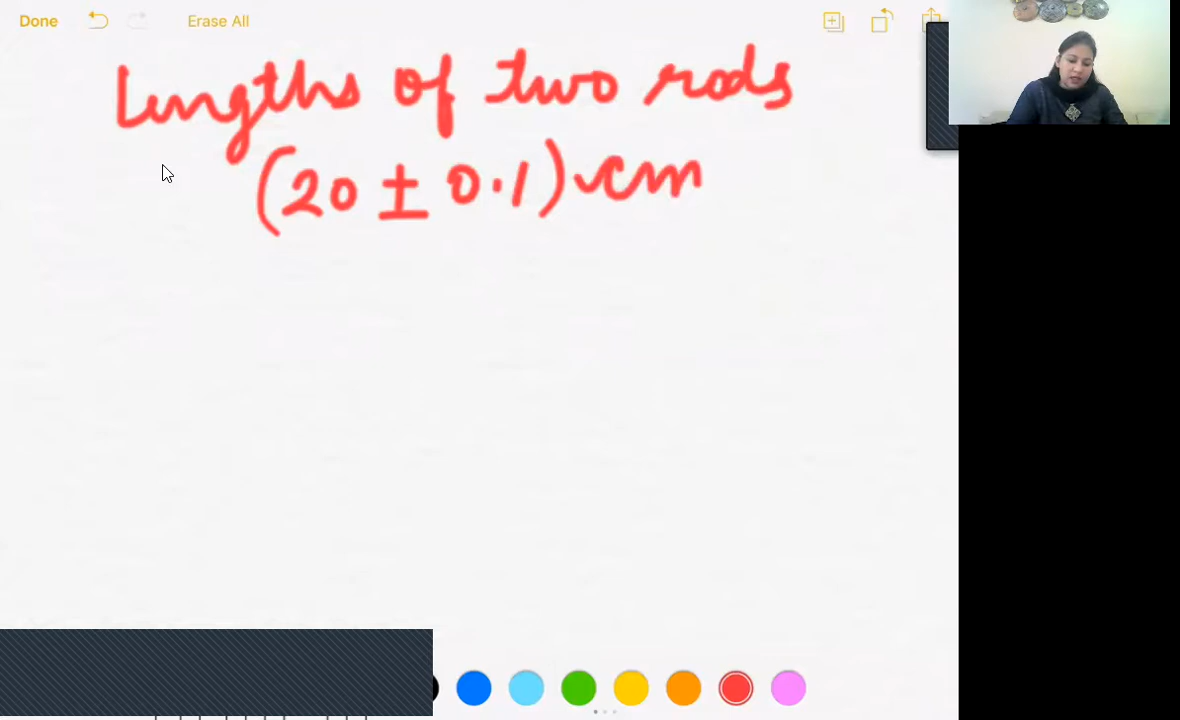 Done Erase All
lengths of two rods
(20 ± 0.1) cm